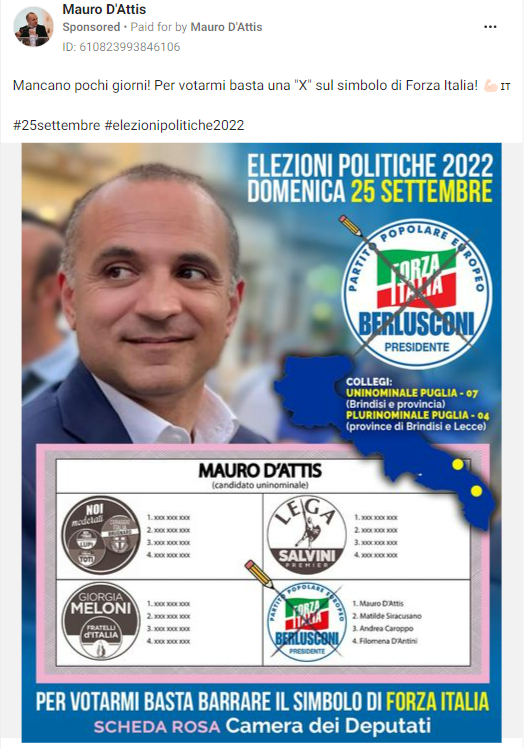 Mauro D'Attis
Sponsored • Paid for by Mauro D'Attis
ID: 610823993846106
Mancano pochi giorni! Per votarmi basta una "X" sul simbolo di Forza Italia! 💪🏻 IT
#25settembre #elezionipolitiche2022
ELEZIONI POLITICHE 2022
DOMENICA 25 SETTEMBRE
PARTITO POPOLARE EUROPEO
FORZA
ITALIA
BERLUSCONI
PRESIDENTE
COLLEGI:
UNINOMINALE PUGLIA - 07
(Brindisi e provincia)
PLURINOMINALE PUGLIA - 04
(province di Brindisi e Lecce)
MAURO D'ATTIS
(candidato uninominale)
NOI
moderati
CORAGGIO
ITALIA
BRUGNARO
LUPI
TOTI
1. xxx xxx xxx
2. xxx xxx xxx
3. xxx xxx xxx
4. xxx xxx xxx
LEGA
SALVINI
PREMIER
1. xxx xxx xxx
2. xxx xxx xxx
3. xxx xxx xxx
4. xxx xxx xxx
GIORGIA
MELONI
FRATELLI
d'ITALIA
1. xxx xxx xxx
2. xxx xxx xxx
3. xxx xxx xxx
4. xxx xxx xxx
PARTITO POPOLARE EUROPEO
FORZA
ITALIA
BERLUSCONI
PRESIDENTE
1. Mauro D'Attis
2. Matilde Siracusano
3. Andrea Caroppo
4. Filomena D'Antini
PER VOTARMI BASTA BARRARE IL SIMBOLO DI FORZA ITALIA
SCHEDA ROSA Camera dei Deputati